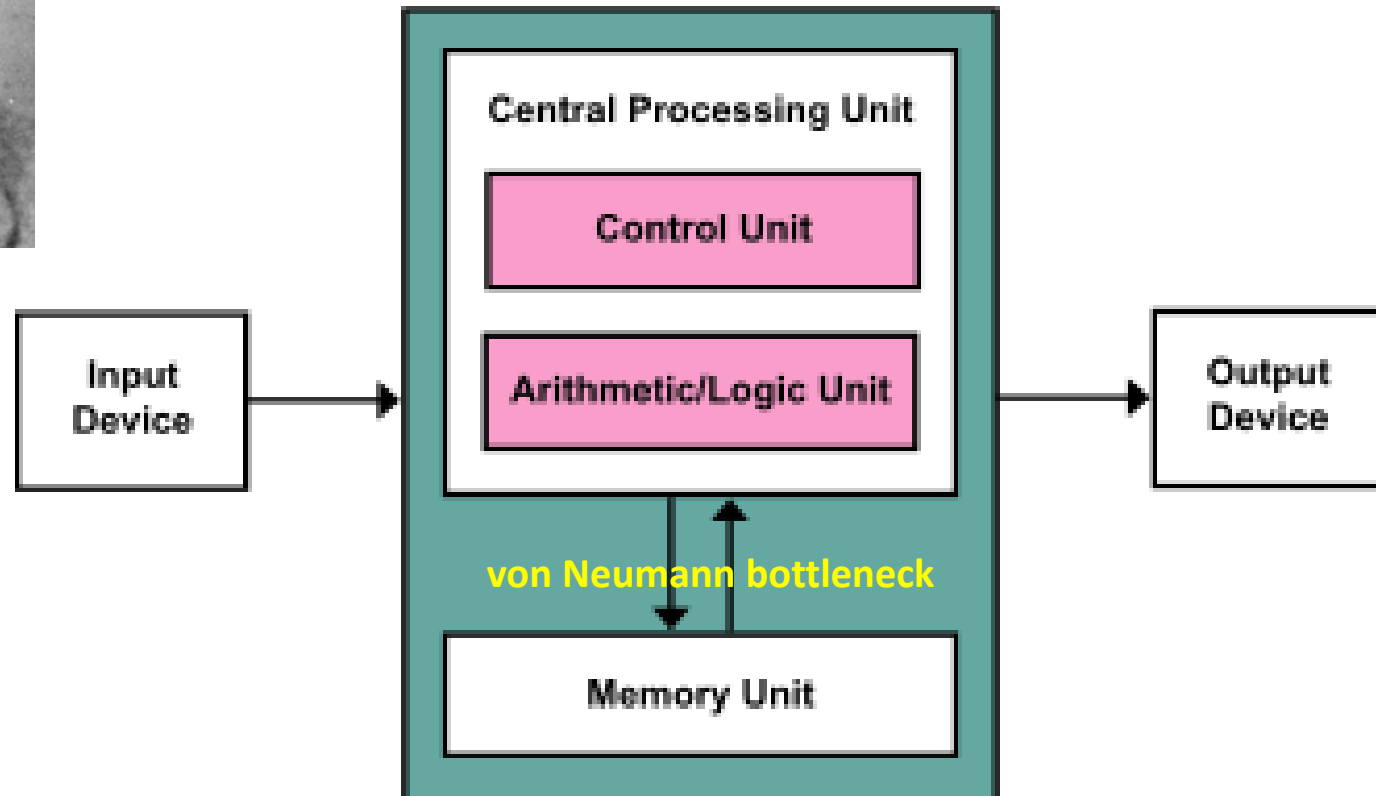 Central Processing Unit
Control Unit
Arithmetic/Logic Unit
Input
Device
Output
Device
von Neumann bottleneck
Memory Unit